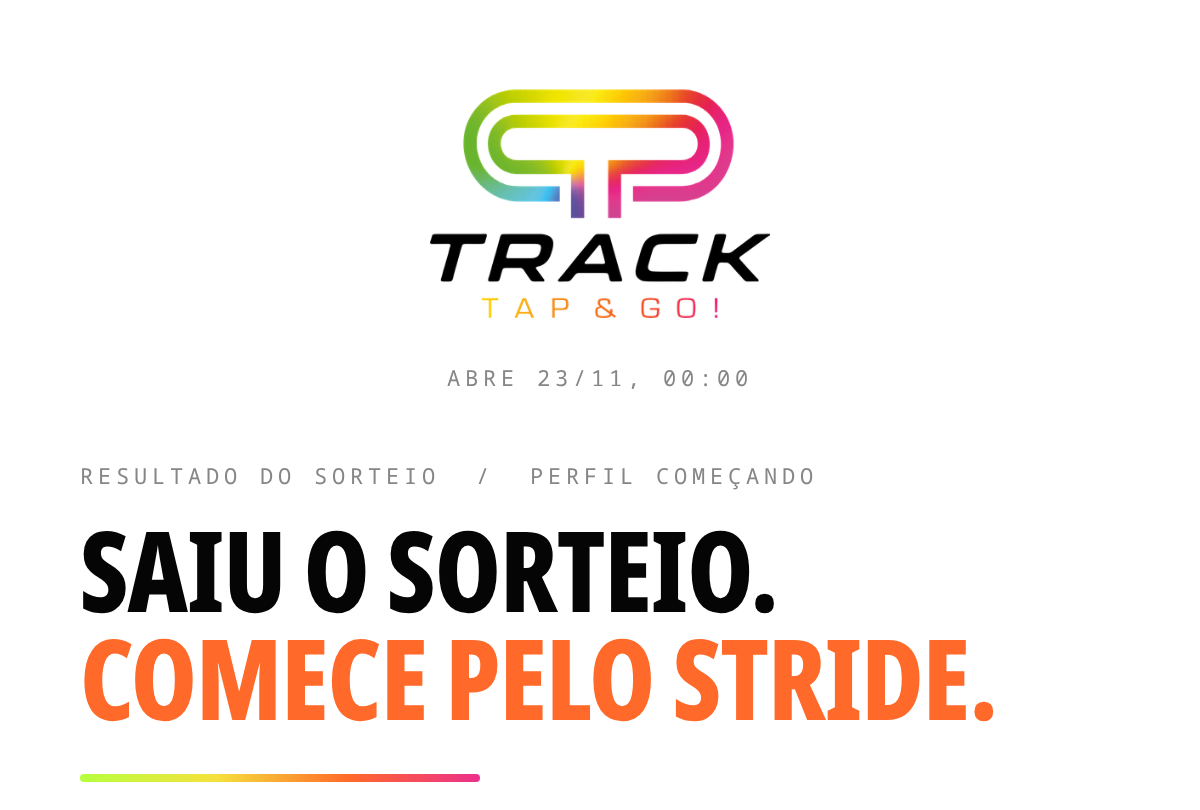 TRACK
TAP & GO!
ABRE 23/11, 00:00
RESULTADO DO SORTEIO / PERFIL COMEÇANDO
SAIU O SORTEIO.
COMECE PELO STRIDE.